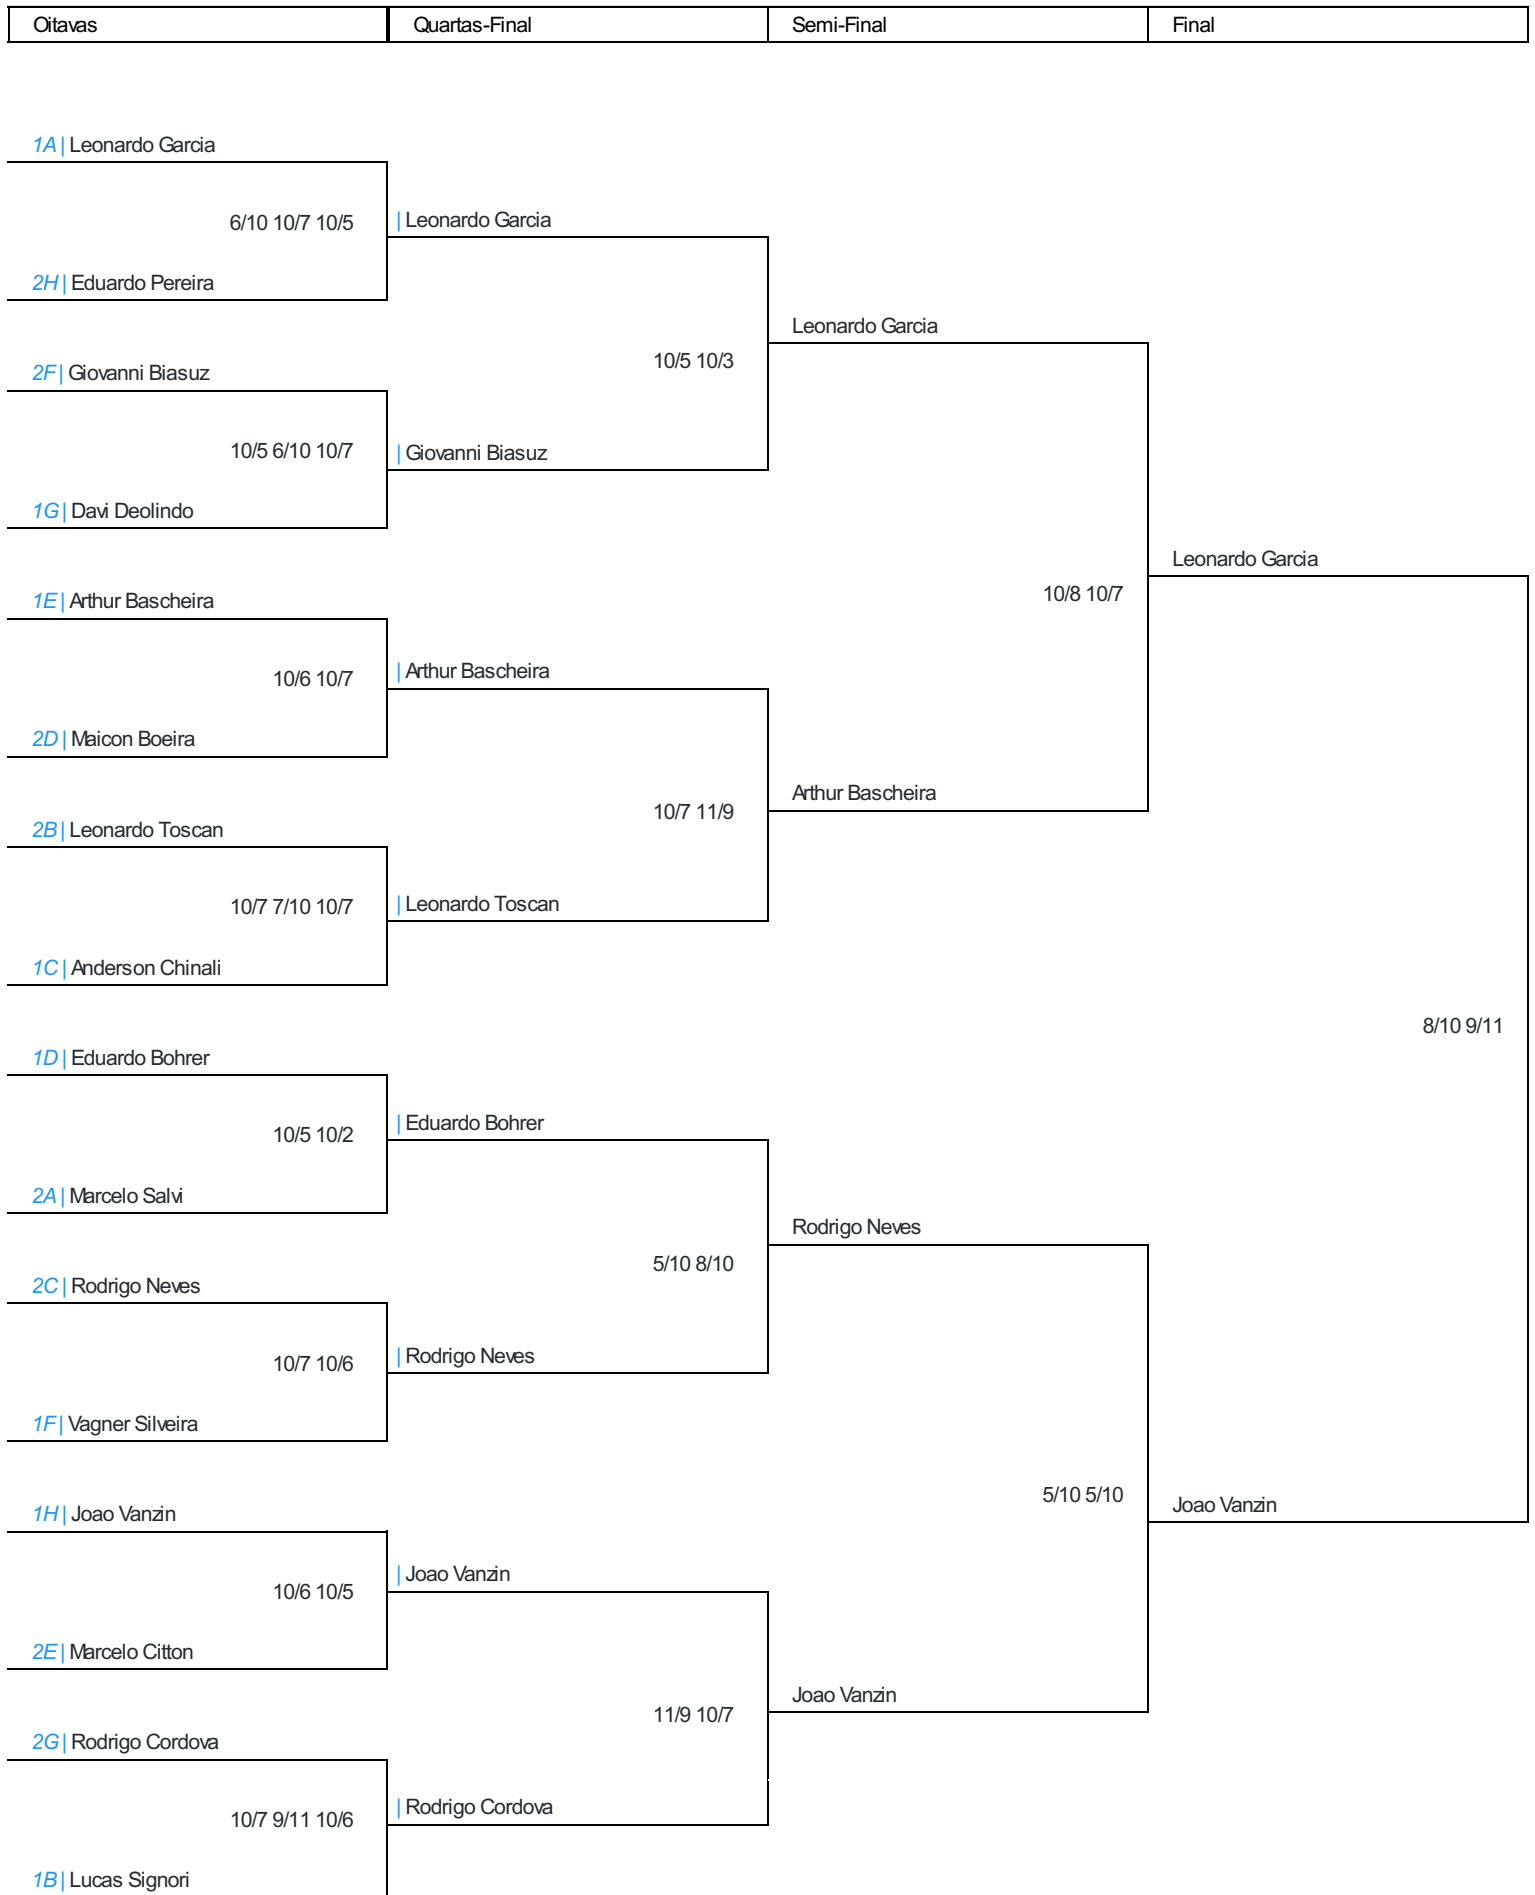 Oitavas Quartas-Final Semi-Final Final
1A | Leonardo Garcia
6/10 10/7 10/5 | Leonardo Garcia
2H | Eduardo Pereira
Leonardo Garcia
10/5 10/3
2F | Giovanni Biasuz
10/5 6/10 10/7 | Giovanni Biasuz
1G | Davi Deolindo
Leonardo Garcia
10/8 10/7
1E | Arthur Bascheira
10/6 10/7 | Arthur Bascheira
2D | Maicon Boeira
Arthur Bascheira
10/7 11/9
2B | Leonardo Toscan
10/7 7/10 10/7 | Leonardo Toscan
1C | Anderson Chinali
8/10 9/11
1D | Eduardo Bohrer
10/5 10/2 | Eduardo Bohrer
2A | Marcelo Salvi
Rodrigo Neves
5/10 8/10
2C | Rodrigo Neves
10/7 10/6 | Rodrigo Neves
1F | Vagner Silveira
5/10 5/10 Joao Vanzin
1H | Joao Vanzin
10/6 10/5 | Joao Vanzin
2E | Marcelo Citton
Joao Vanzin
11/9 10/7
2G | Rodrigo Cordova
10/7 9/11 10/6 | Rodrigo Cordova
1B | Lucas Signori